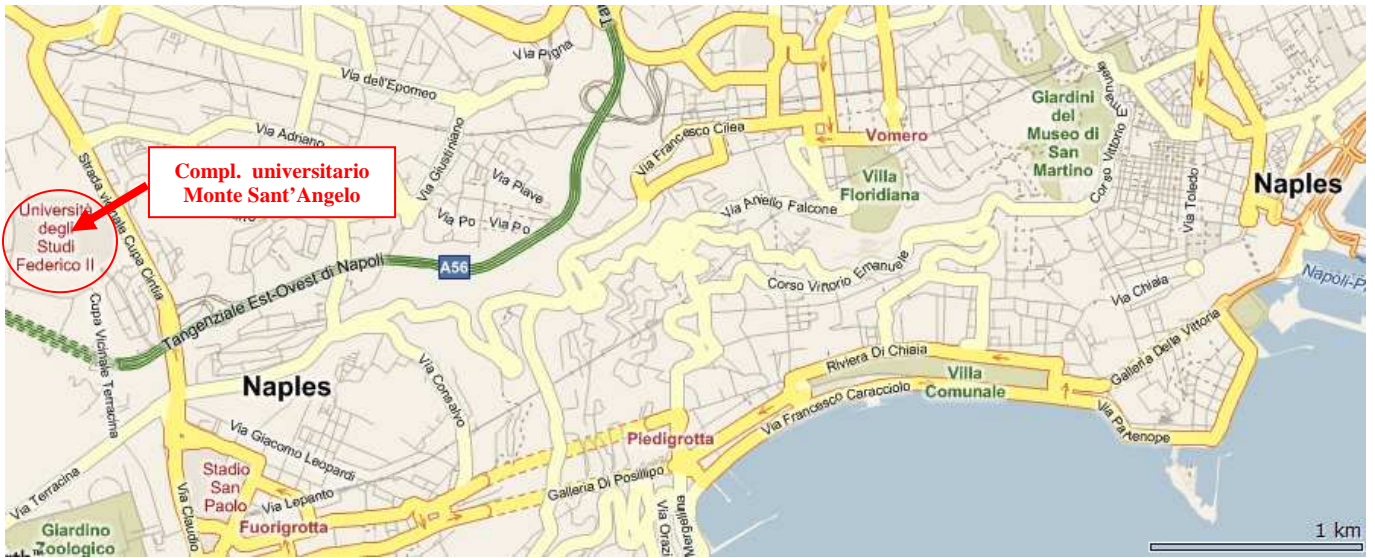 Via Pigna
Via dell'Epomeo
Via Adriano
Via Giustiniano
Compl. universitario
Monte Sant'Angelo
Università
degli
Studi
Federico II
Strada vicinale Cupa Cintia
Cupa Vicinale Terracina
Via Piave
Via Po
Via Po
A56
Tangenziale Est-Ovest di Napoli
Via Francesco Cilea
Vomero
Villa
Floridiana
Giardini
del
Museo di
San
Martino
Corso Vittorio Emanuele
Via Toledo
Naples
Via Aniello Falcone
Corso Vittorio Emanuele
Via Chiaia
Napoli-P
Galleria Della Vittoria
Riviera Di Chiaia
Villa
Comunale
Via Francesco Caracciolo
Via Partenope
Naples
Via Consalvo
Via Giacomo Leopardi
Piedigrotta
Galleria Di Posillipo
Stadio
San
Paolo
Via Lepanto
Fuorigrotta
Via Claudio
Via Terracina
Giardino
Zoologico
Via Orazi
Mergellina
1 km